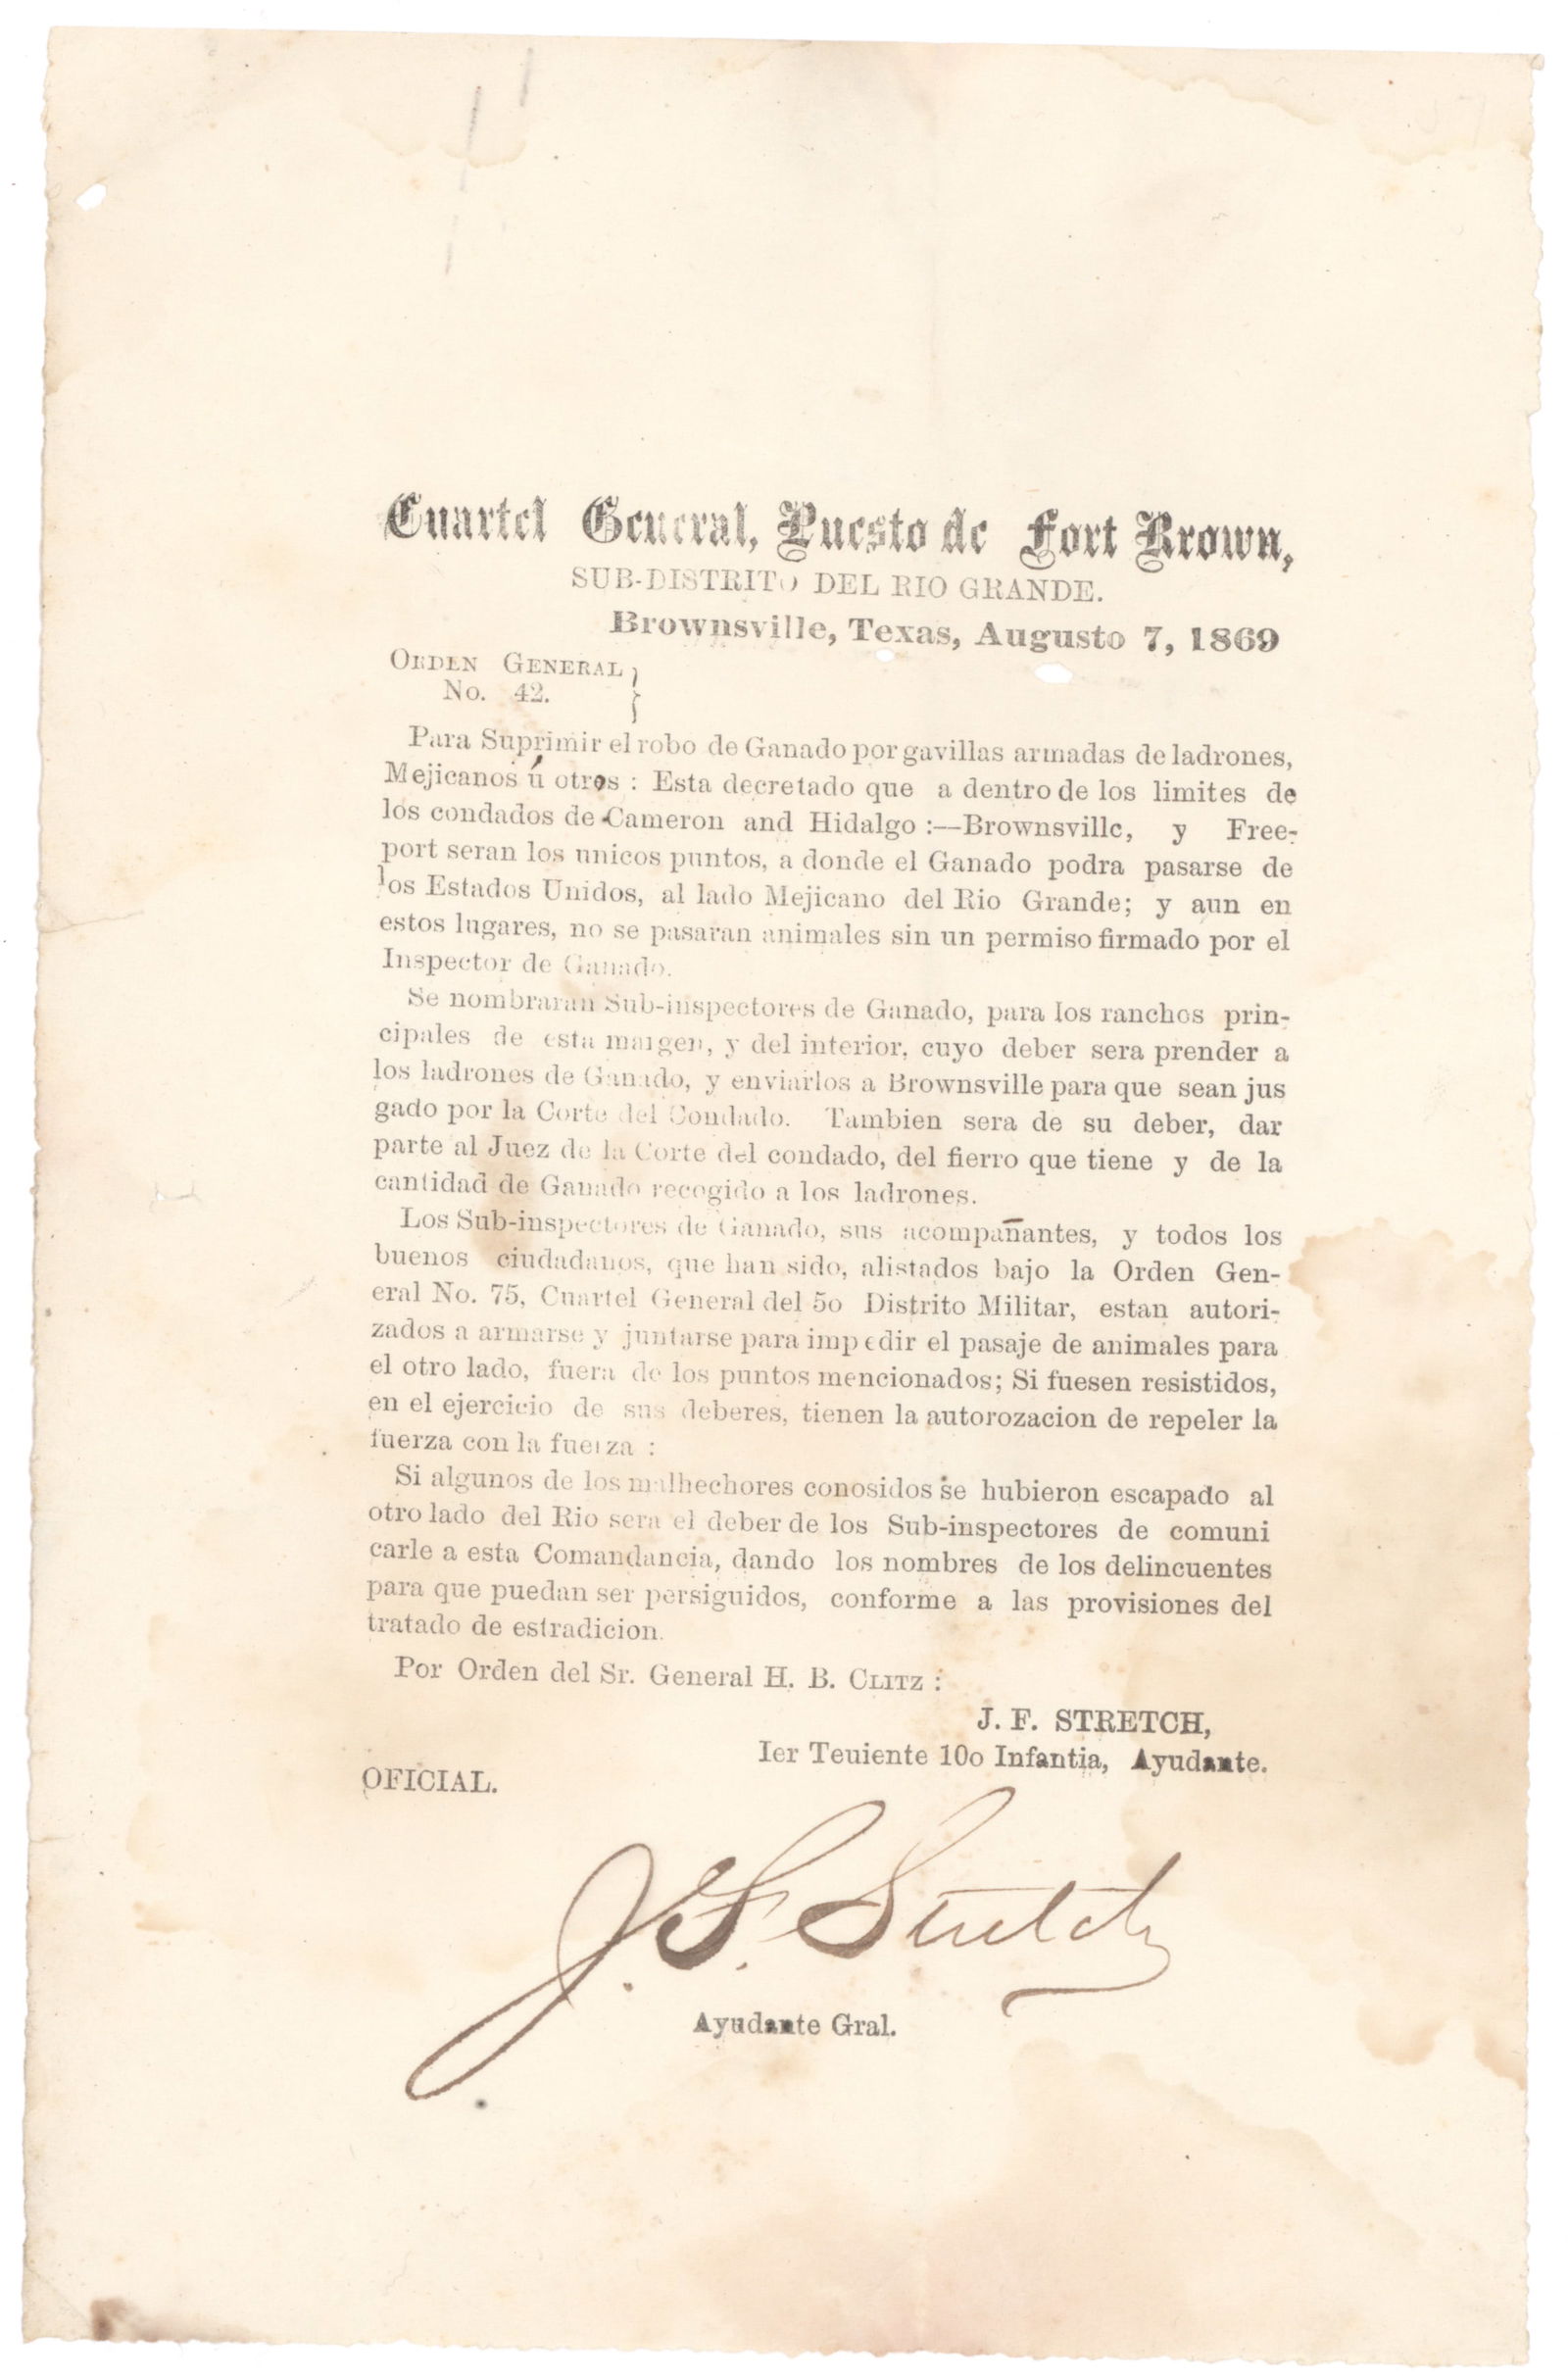 Cuartel General, Puesto de Fort Brown,
SUB-DISTRITO DEL RIO GRANDE.
Brownsville, Texas, Augusto 7, 1869
ORDEN GENERAL }
No. 42. }
Para Suprimir el robo de Ganado por gavillas armadas de ladrones,
Mejicanos ú otros : Esta decretado que a dentro de los limites de
los condados de Cameron and Hidalgo :—Brownsville, y Free-
port seran los unicos puntos, a donde el Ganado podra pasarse de
los Estados Unidos, al lado Mejicano del Rio Grande; y aun en
estos lugares, no se pasaran animales sin un permiso firmado por el
Inspector de Ganado.
Se nombraran Sub-inspectores de Ganado, para los ranchos prin-
cipales de esta margen, y del interior, cuyo deber sera prender a
los ladrones de Ganado, y enviarlos a Brownsville para que sean jus
gado por la Corte del Condado. Tambien sera de su deber, dar
parte al Juez de la Corte del condado, del fierro que tiene y de la
cantidad de Ganado recogido a los ladrones.
Los Sub-inspectores de Ganado, sus acompañantes, y todos los
buenos ciudadanos, que han sido, alistados bajo la Orden Gen-
eral No. 75, Cuartel General del 5o Distrito Militar, estan autori-
zados a armarse y juntarse para impedir el pasaje de animales para
el otro lado, fuera de los puntos mencionados; Si fuesen resistidos,
en el ejercicio de sus deberes, tienen la autorozacion de repeler la
fuerza con la fuerza :
Si algunos de los malhechores conosidos se hubieron escapado al
otro lado del Rio sera el deber de los Sub-inspectores de comuni
carle a esta Comandancia, dando los nombres de los delincuentes
para que puedan ser persiguidos, conforme a las provisiones del
tratado de estradicion.
Por Orden del Sr. General H. B. CLITZ :
J. F. STRETCH,
Ier Teuiente 10o Infantia, Ayudante.
OFICIAL.
J. F. Stretch
Ayudante Gral.